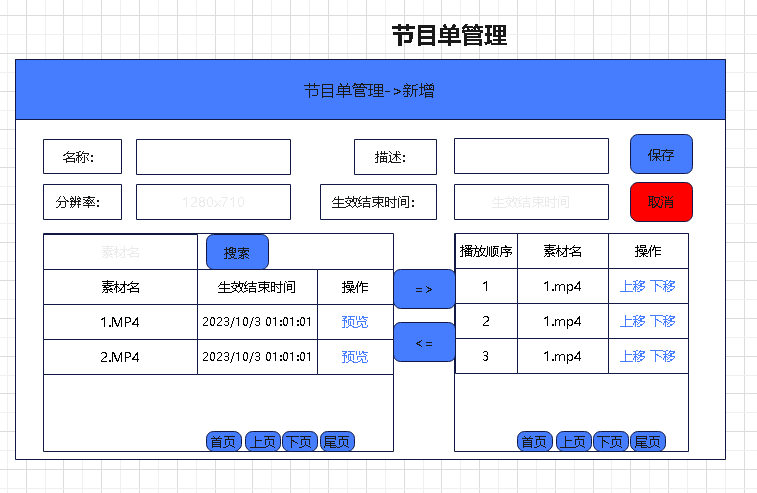 节目单管理
节目单管理->新增
名称: 描述: 保存
分辨率: 1280x710 生效结束时间: 生效结束时间 取消
素材名 搜索 播放顺序 素材名 操作
素材名 生效结束时间 操作 => 1 1.mp4 上移 下移
1.MP4 2023/10/3 01:01:01 预览 2 1.mp4 上移 下移
<=
2.MP4 2023/10/3 01:01:01 预览 3 1.mp4 上移 下移
首页 上页 下页 尾页 首页 上页 下页 尾页